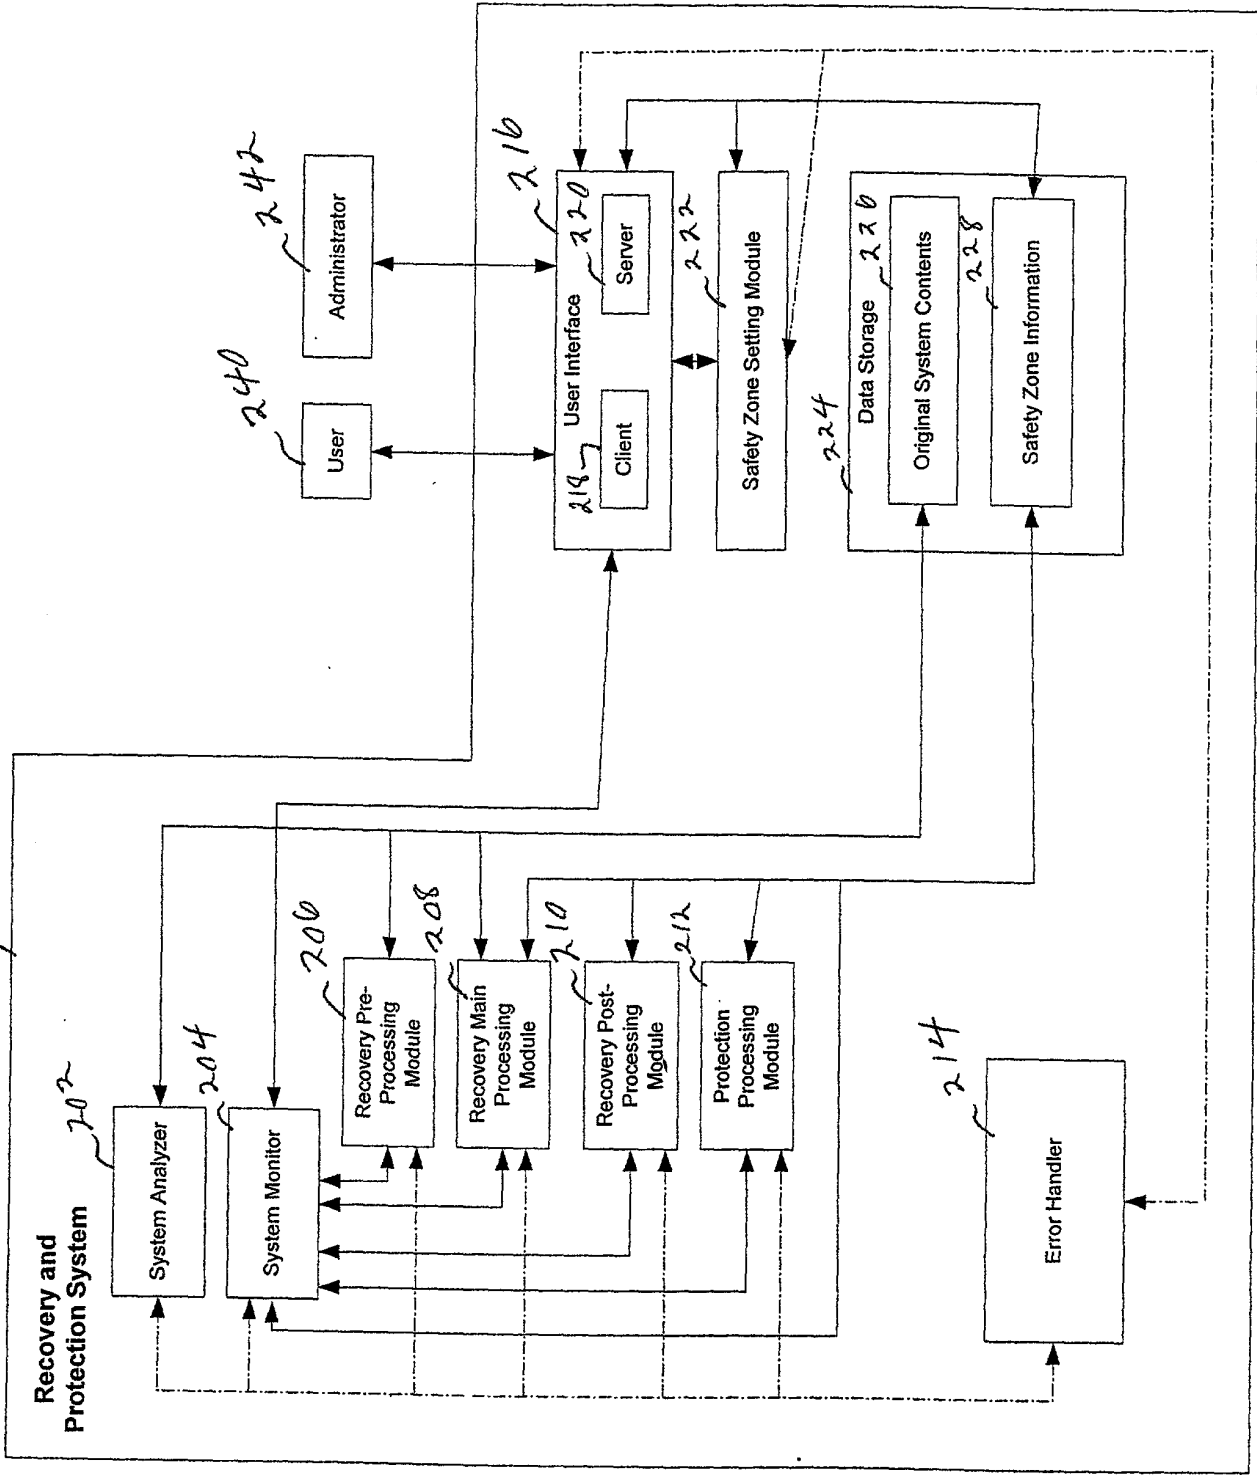 Recovery and
Protection System
System Analyzer
202
System Monitor
204
Recovery Pre-
Processing
Module
206
Recovery Main
Processing
Module
208
Recovery Post-
Processing
Module
210
Protection
Processing
Module
212
Error Handler
214
User
240
Administrator
242
User Interface
216
Client
218
Server
220
Safety Zone Setting Module
222
Data Storage
224
Original System Contents
226
Safety Zone Information
228